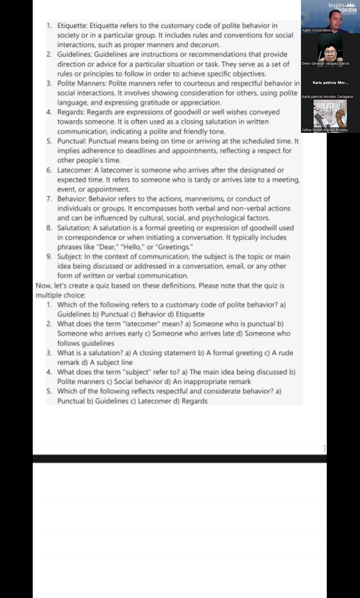 1. Etiquette: Etiquette refers to the customary code of polite behavior in
society or in a particular group. It includes rules and conventions for social
interactions, such as proper manners and decorum.
2. Guidelines: Guidelines are instructions or recommendations that provide
direction or advice for a particular situation or task. They serve as a set of
rules or principles to follow in order to achieve specific objectives.
3. Polite Manners: Polite manners refer to courteous and respectful behavior in
social interactions. It involves showing consideration for others, using polite
language, and expressing gratitude or appreciation.
4. Regards: Regards are expressions of goodwill or well wishes conveyed
towards someone. It is often used as a closing salutation in written
communication, indicating a polite and friendly tone.
5. Punctual: Punctual means being on time or arriving at the scheduled time. It
implies adherence to deadlines and appointments, reflecting a respect for
other people's time.
6. Latecomer: A latecomer is someone who arrives after the designated or
expected time. It refers to someone who is tardy or arrives late to a meeting,
event, or appointment.
7. Behavior: Behavior refers to the actions, mannerisms, or conduct of
individuals or groups. It encompasses both verbal and non-verbal actions
and can be influenced by cultural, social, and psychological factors.
8. Salutation: A salutation is a formal greeting or expression of goodwill used
in correspondence or when initiating a conversation. It typically includes
phrases like "Dear," "Hello," or "Greetings."
9. Subject: In the context of communication, the subject is the topic or main
idea being discussed or addressed in a conversation, email, or any other
form of written or verbal communication.
Now, let's create a quiz based on these definitions. Please note that the quiz is
multiple choice:
1. Which of the following refers to a customary code of polite behavior? a)
Guidelines b) Punctual c) Behavior d) Etiquette
2. What does the term "latecomer" mean? a) Someone who is punctual b)
Someone who arrives early c) Someone who arrives late d) Someone who
follows guidelines
3. What is a salutation? a) A closing statement b) A formal greeting c) A rude
remark d) A subject line
4. What does the term "subject" refer to? a) The main idea being discussed b)
Polite manners c) Social behavior d) An inappropriate remark
5. Which of the following reflects respectful and considerate behavior? a)
Punctual b) Guidelines c) Latecomer d) Regards
Karla patricia Mor...
Karla patricia Morales